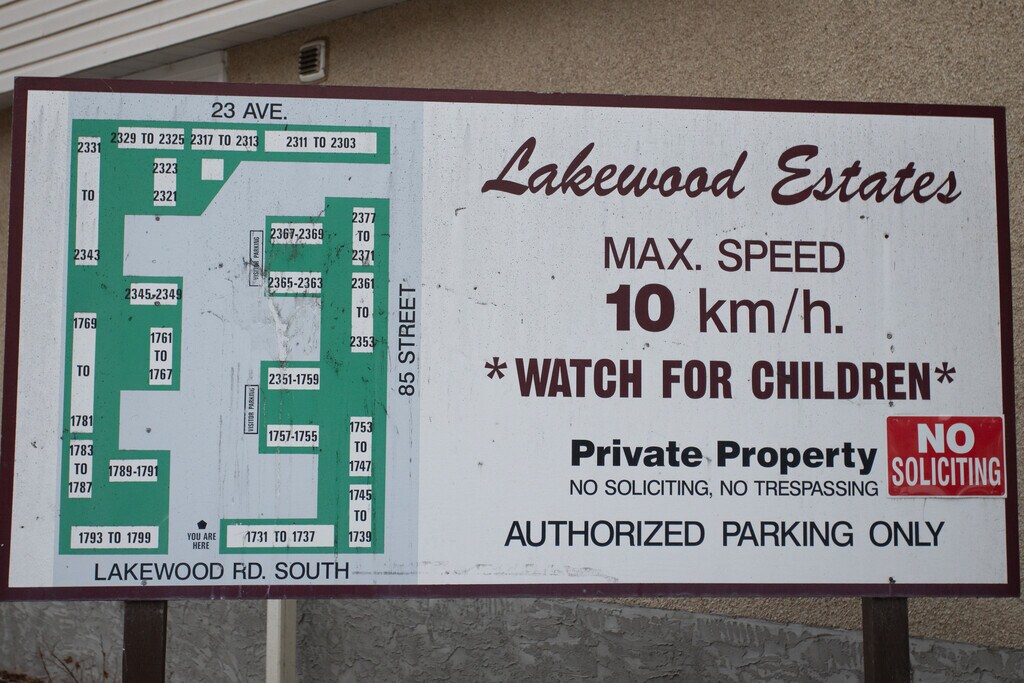 23 AVE.
2329 TO 2325
2317 TO 2313
2311 TO 2303
2331
TO
2343
2323
2321
2377
TO
2371
2367-2369
VISITOR PARKING
2365-2363
2361
TO
2353
2345-2349
1769
TO
1781
1761
TO
1767
85 STREET
2351-1759
VISITOR PARKING
1757-1755
1753
TO
1747
1783
TO
1787
1789-1791
1745
TO
1739
1793 TO 1799
YOU ARE
HERE
1731 TO 1737
LAKEWOOD RD. SOUTH
Lakewood Estates
MAX. SPEED
10 km/h.
*WATCH FOR CHILDREN*
Private Property
NO SOLICITING, NO TRESPASSING
NO
SOLICITING
AUTHORIZED PARKING ONLY